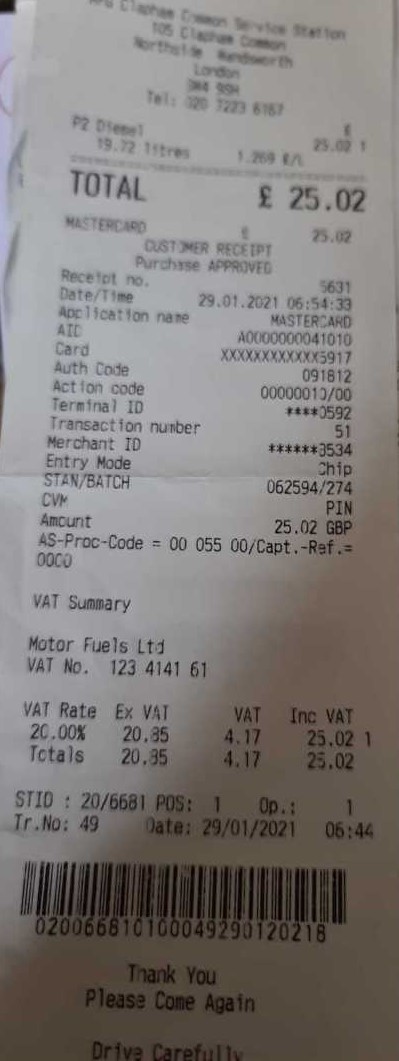 Clapham Common Service Station
105 Clapham Common
Northside Wandsworth
London
SW4 9SH
Tel: 020 7223 6167
£
P2 Diesel 25.02 1
19.72 litres 1.269 £/L
TOTAL £ 25.02
MASTERCARD £ 25.02
CUSTOMER RECEIPT
Purchase APPROVED
Receipt no. 5631
Date/Time 29.01.2021 06:54:33
Application name MASTERCARD
AID A0000000041010
Card XXXXXXXXXXXX5917
Auth Code 091812
Action code 00000010/00
Terminal ID ****0592
Transaction number 51
Merchant ID ******3534
Entry Mode Chip
STAN/BATCH 062594/274
CVM PIN
Amount 25.02 GBP
AS-Proc-Code = 00 055 00/Capt.-Ref.=
0000
VAT Summary
Motor Fuels Ltd
VAT No. 123 4141 61
VAT Rate Ex VAT VAT Inc VAT
20.00% 20.85 4.17 25.02 1
Totals 20.85 4.17 25.02
STID : 20/6681 POS: 1 Op.: 1
Tr.No: 49 Date: 29/01/2021 06:44
020066810100049290120218
Thank You
Please Come Again
Drive Carefully